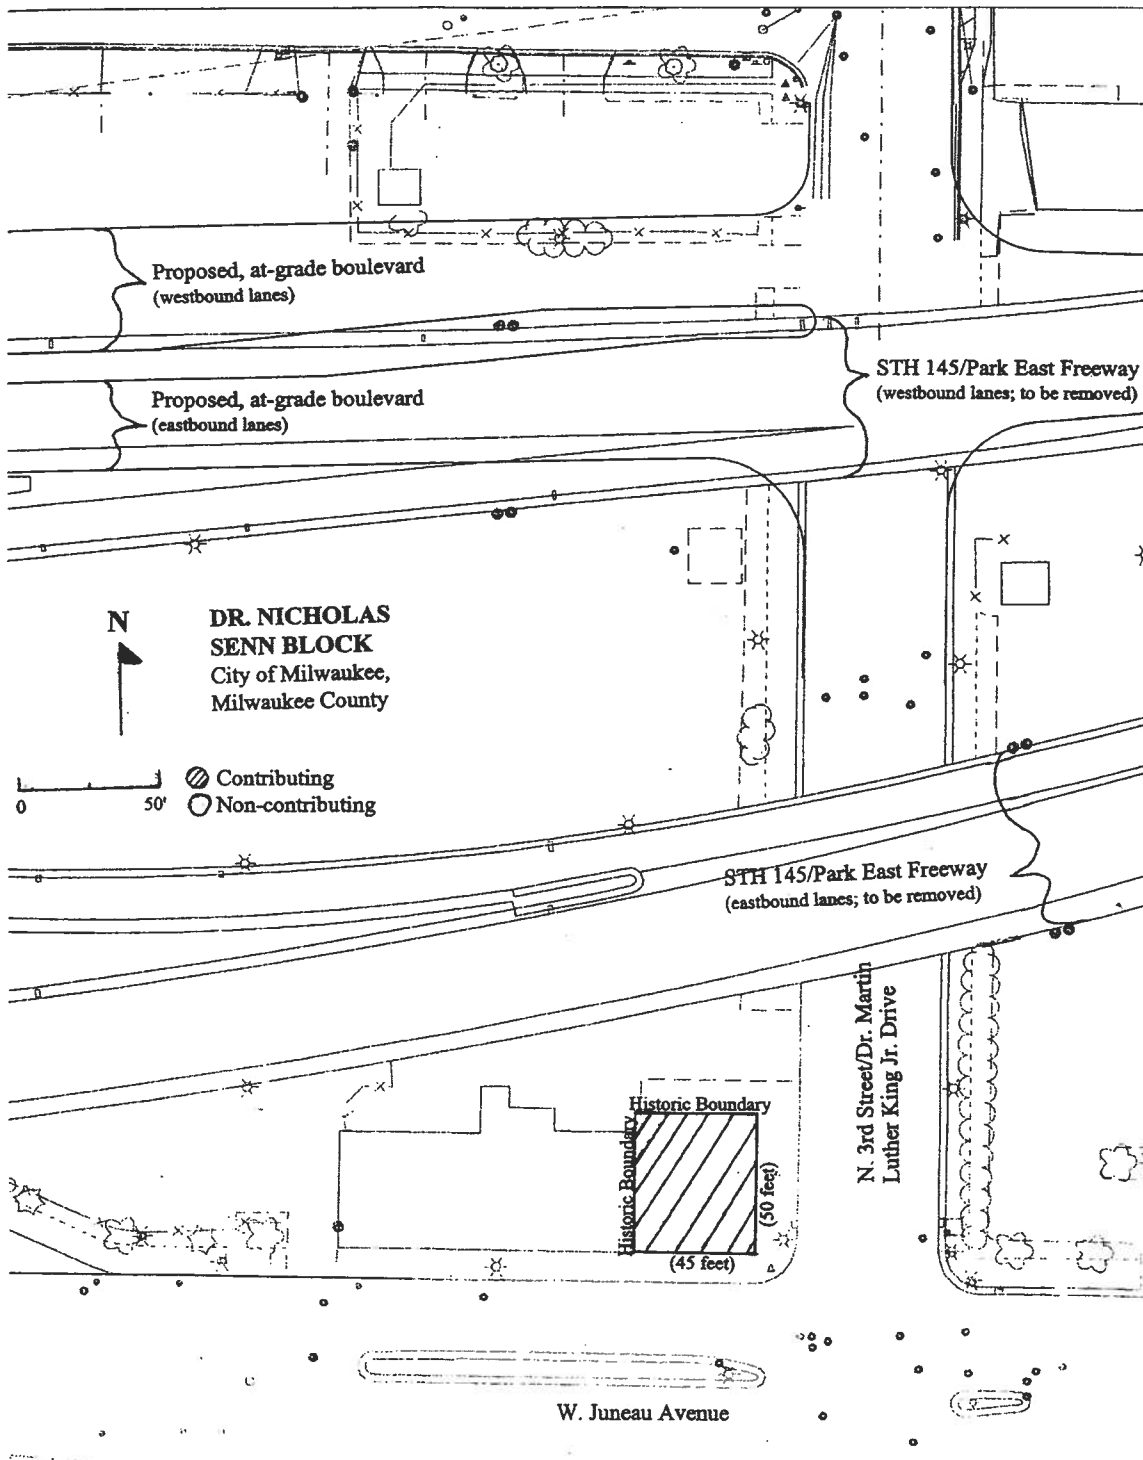 Proposed, at-grade boulevard
(westbound lanes)
STH 145/Park East Freeway
(westbound lanes; to be removed)
Proposed, at-grade boulevard
(eastbound lanes)
N
DR. NICHOLAS
SENN BLOCK
City of Milwaukee,
Milwaukee County
0 50'
Contributing
Non-contributing
STH 145/Park East Freeway
(eastbound lanes; to be removed)
N. 3rd Street/Dr. Martin
Luther King Jr. Drive
Historic Boundary
Historic Boundary
(50 feet)
(45 feet)
W. Juneau Avenue